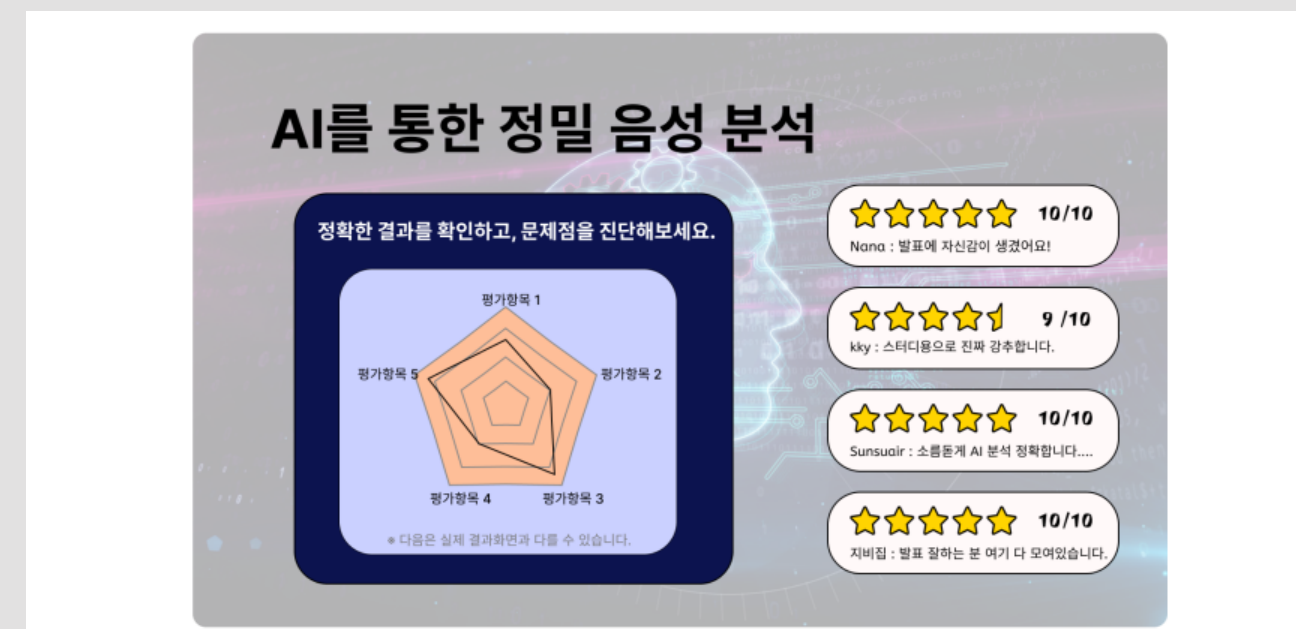 AI를 통한 정밀 음성 분석
정확한 결과를 확인하고, 문제점을 진단해보세요.
평가항목 1
평가항목 5
평가항목 2
평가항목 4
평가항목 3
※ 다음은 실제 결과화면과 다를 수 있습니다.
10/10
Nana : 발표에 자신감이 생겼어요!
9 /10
kky : 스터디용으로 진짜 강추합니다.
10/10
Sunsuair : 소름돋게 AI 분석 정확합니다....
10/10
지비집 : 발표 잘하는 분 여기 다 모여있습니다.